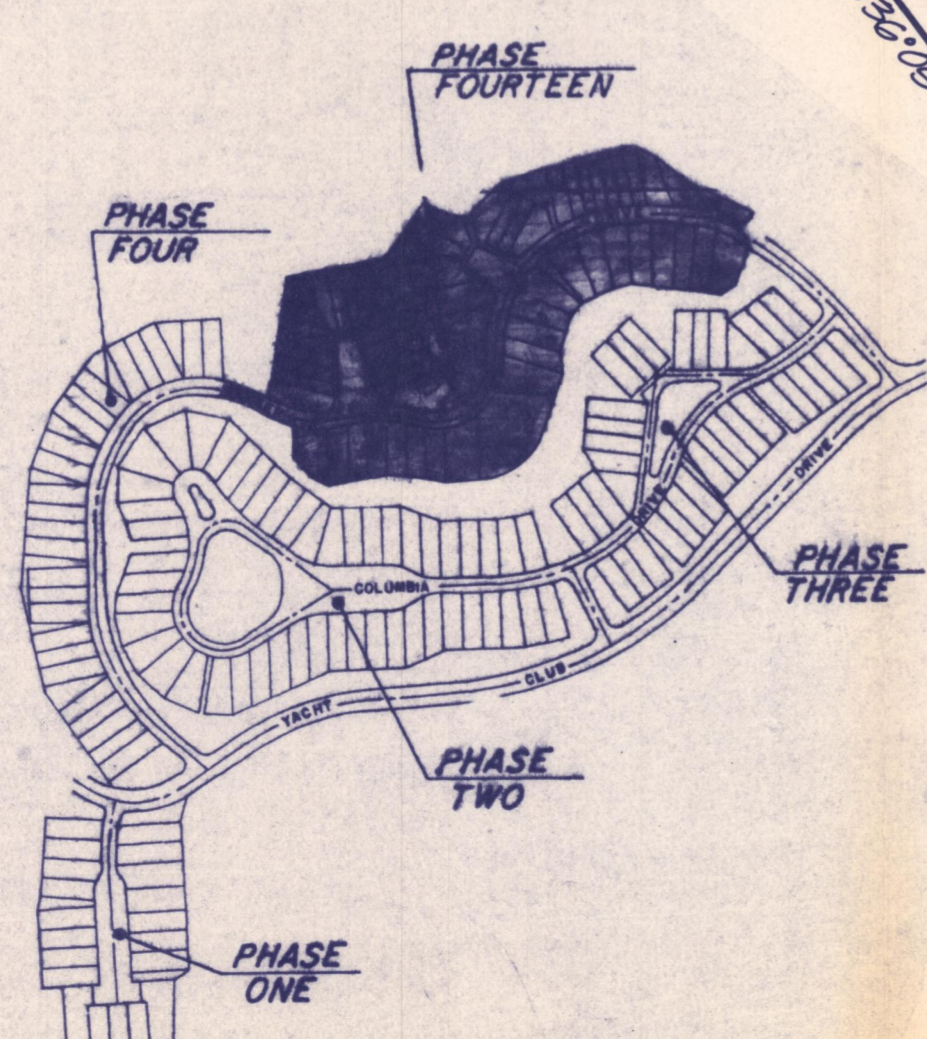 PHASE
FOURTEEN
PHASE
FOUR
PHASE
THREE
COLUMBIA
DRIVE
YACHT CLUB DRIVE
PHASE
TWO
PHASE
ONE